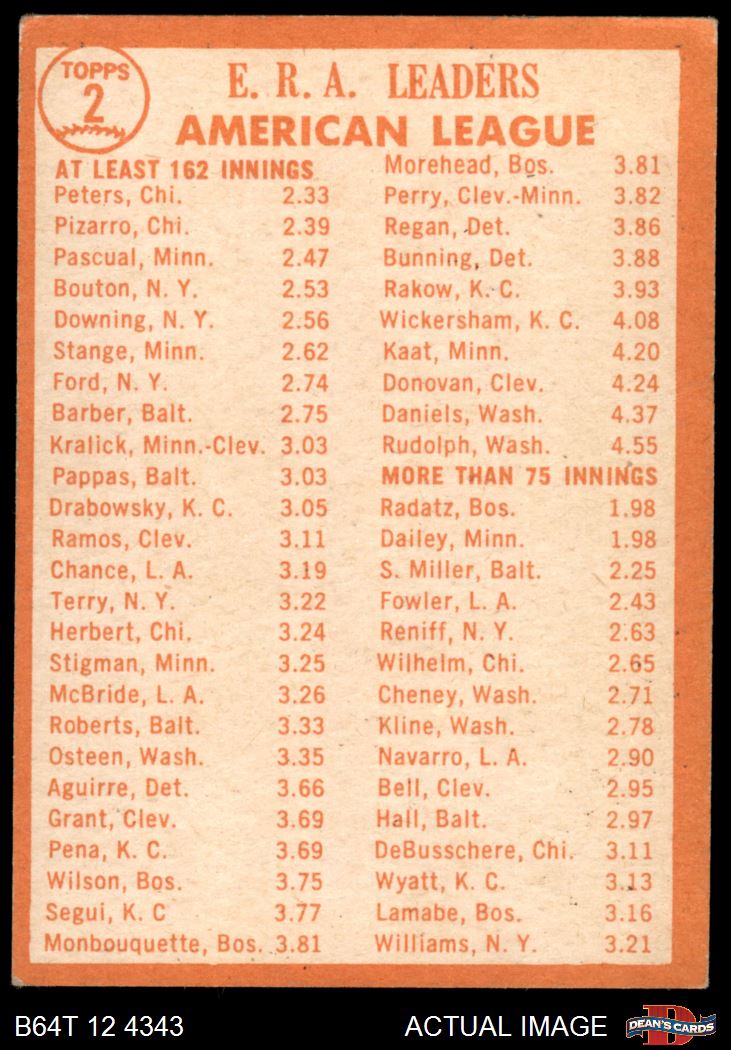 TOPPS
2
E. R. A. LEADERS
AMERICAN LEAGUE
AT LEAST 162 INNINGS
Peters, Chi. 2.33
Pizarro, Chi. 2.39
Pascual, Minn. 2.47
Bouton, N. Y. 2.53
Downing, N. Y. 2.56
Stange, Minn. 2.62
Ford, N. Y. 2.74
Barber, Balt. 2.75
Kralick, Minn.-Clev. 3.03
Pappas, Balt. 3.03
Drabowsky, K. C. 3.05
Ramos, Clev. 3.11
Chance, L. A. 3.19
Terry, N. Y. 3.22
Herbert, Chi. 3.24
Stigman, Minn. 3.25
McBride, L. A. 3.26
Roberts, Balt. 3.33
Osteen, Wash. 3.35
Aguirre, Det. 3.66
Grant, Clev. 3.69
Pena, K. C. 3.69
Wilson, Bos. 3.75
Segui, K. C 3.77
Monbouquette, Bos. 3.81
Morehead, Bos. 3.81
Perry, Clev.-Minn. 3.82
Regan, Det. 3.86
Bunning, Det. 3.88
Rakow, K. C. 3.93
Wickersham, K. C. 4.08
Kaat, Minn. 4.20
Donovan, Clev. 4.24
Daniels, Wash. 4.37
Rudolph, Wash. 4.55
MORE THAN 75 INNINGS
Radatz, Bos. 1.98
Dailey, Minn. 1.98
S. Miller, Balt. 2.25
Fowler, L. A. 2.43
Reniff, N. Y. 2.63
Wilhelm, Chi. 2.65
Cheney, Wash. 2.71
Kline, Wash. 2.78
Navarro, L. A. 2.90
Bell, Clev. 2.95
Hall, Balt. 2.97
DeBusschere, Chi. 3.11
Wyatt, K. C. 3.13
Lamabe, Bos. 3.16
Williams, N. Y. 3.21
B64T 12 4343
ACTUAL IMAGE
D
DEAN'S CARDS